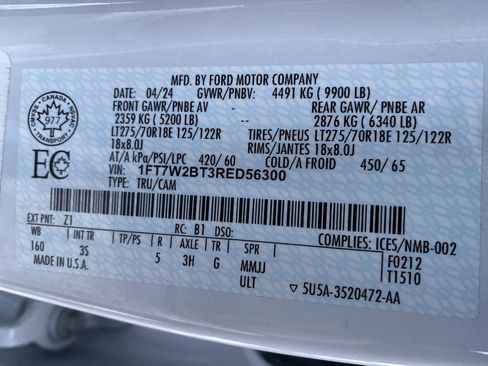 MFD. BY FORD MOTOR COMPANY
DATE: 04/24 GVWR/PNBV: 4491 KG ( 9900 LB)
FRONT GAWR/PNBE AV REAR GAWR/ PNBE AR
2359 KG ( 5200 LB) 2876 KG ( 6340 LB)
LT275/70R18E 125/122R TIRES/PNEUS LT275/70R18E 125/122R
18x8.0J RIMS/JANTES 18x8.0J
AT/A kPa/PSI/LPC 420/ 60 COLD/A FROID 450/ 65
VIN: 1FT7W2BT3RED56300
TYPE: TRU/CAM
CANADA
977
TRANSPORT
EC
EXT PNT: Z1 RC: B1 DSO: COMPLIES: ICES/NMB-002
WB INT TR TP/PS R AXLE TR SPR F0212
160 3S 5 3H G MMJJ T1510
MADE IN U.S.A. ULT ▽ 5U5A-3520472-AA